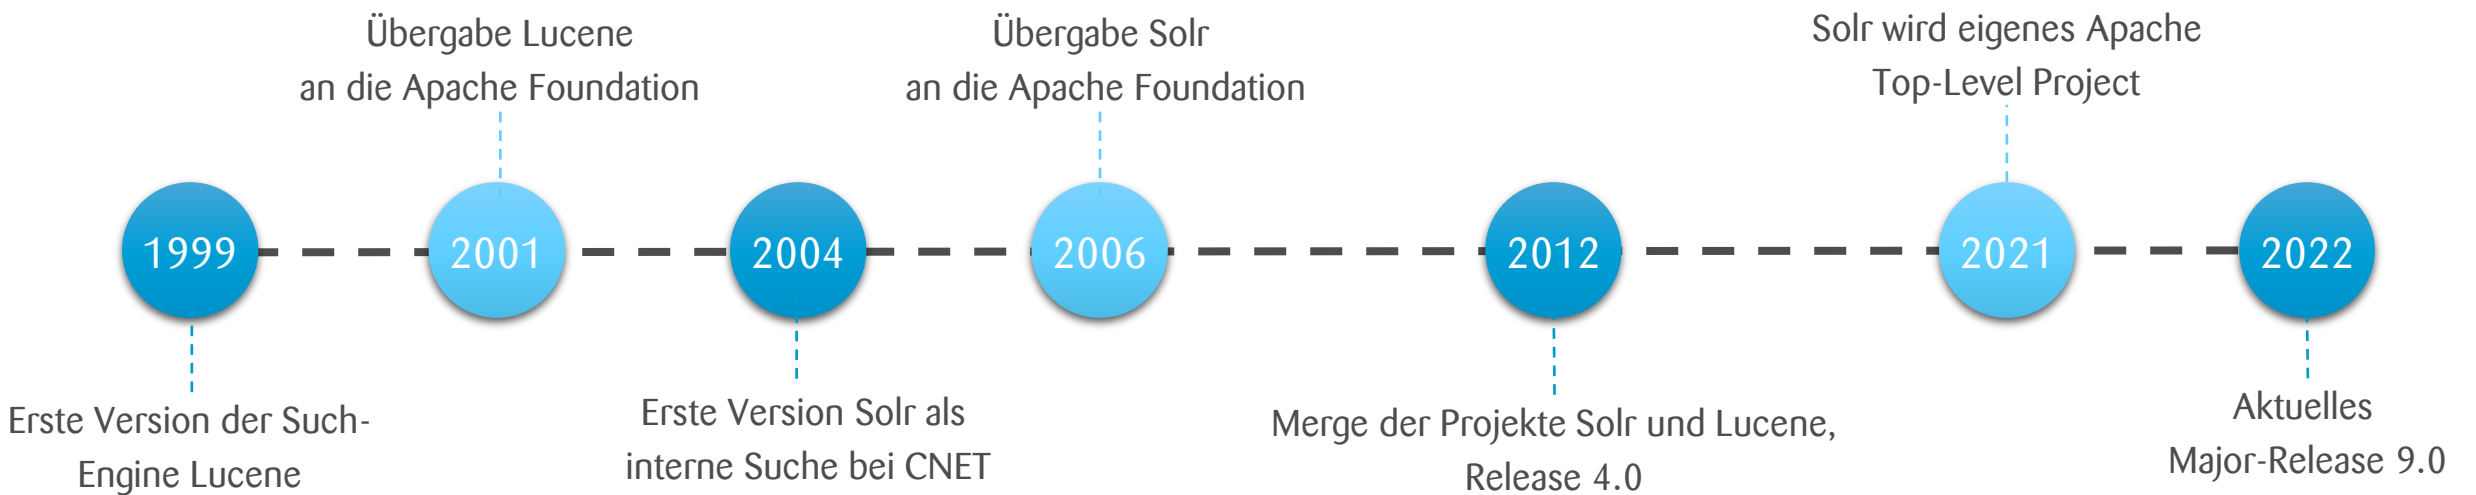 Übergabe Lucene
an die Apache Foundation
Übergabe Solr
an die Apache Foundation
Solr wird eigenes Apache
Top-Level Project
1999
2001
2004
2006
2012
2021
2022
Erste Version der Such-
Engine Lucene
Erste Version Solr als
interne Suche bei CNET
Merge der Projekte Solr und Lucene,
Release 4.0
Aktuelles
Major-Release 9.0